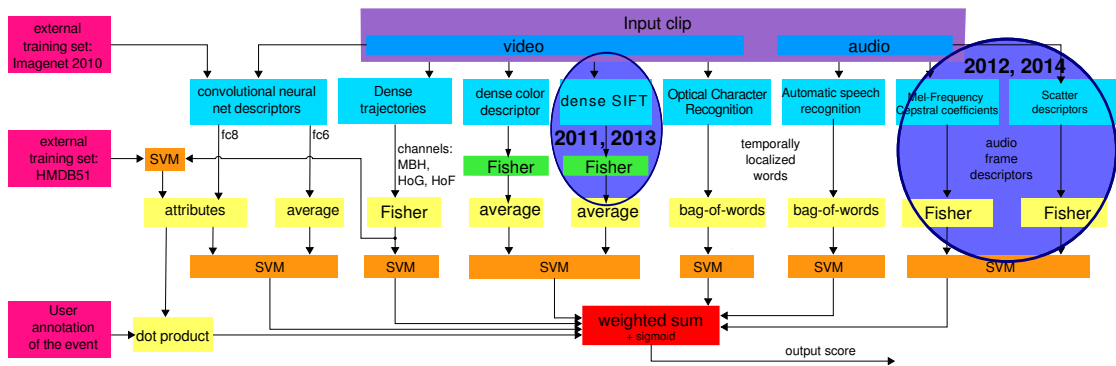 Input clip
video
audio
external
training set:
Imagenet 2010
convolutional neural
net descriptors
Dense
trajectories
dense color
descriptor
dense SIFT
Optical Character
Recognition
Automatic speech
recognition
2012, 2014
Mel-Frequency
Cepstral coefficients
Scatter
descriptors
fc8
fc6
channels:
MBH,
HoG, HoF
2011, 2013
temporally
localized
words
audio
frame
descriptors
external
training set:
HMDB51
SVM
Fisher
Fisher
attributes
average
Fisher
average
average
bag-of-words
bag-of-words
Fisher
Fisher
SVM
SVM
SVM
SVM
SVM
SVM
User
annotation
of the event
dot product
weighted sum
+ sigmoid
output score